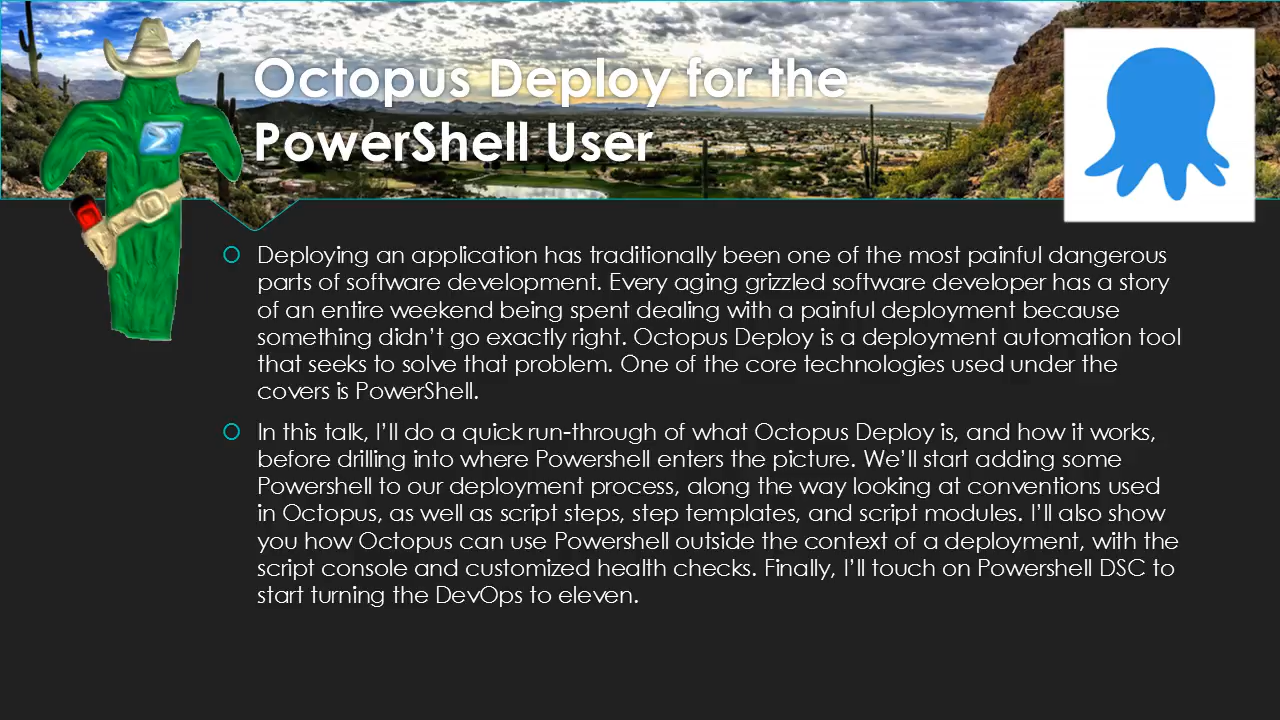 Octopus Deploy for the
PowerShell User
Deploying an application has traditionally been one of the most painful dangerous
parts of software development. Every aging grizzled software developer has a story
of an entire weekend being spent dealing with a painful deployment because
something didn’t go exactly right. Octopus Deploy is a deployment automation tool
that seeks to solve that problem. One of the core technologies used under the
covers is PowerShell.
In this talk, I’ll do a quick run-through of what Octopus Deploy is, and how it works,
before drilling into where Powershell enters the picture. We’ll start adding some
Powershell to our deployment process, along the way looking at conventions used
in Octopus, as well as script steps, step templates, and script modules. I’ll also show
you how Octopus can use Powershell outside the context of a deployment, with the
script console and customized health checks. Finally, I’ll touch on Powershell DSC to
start turning the DevOps to eleven.